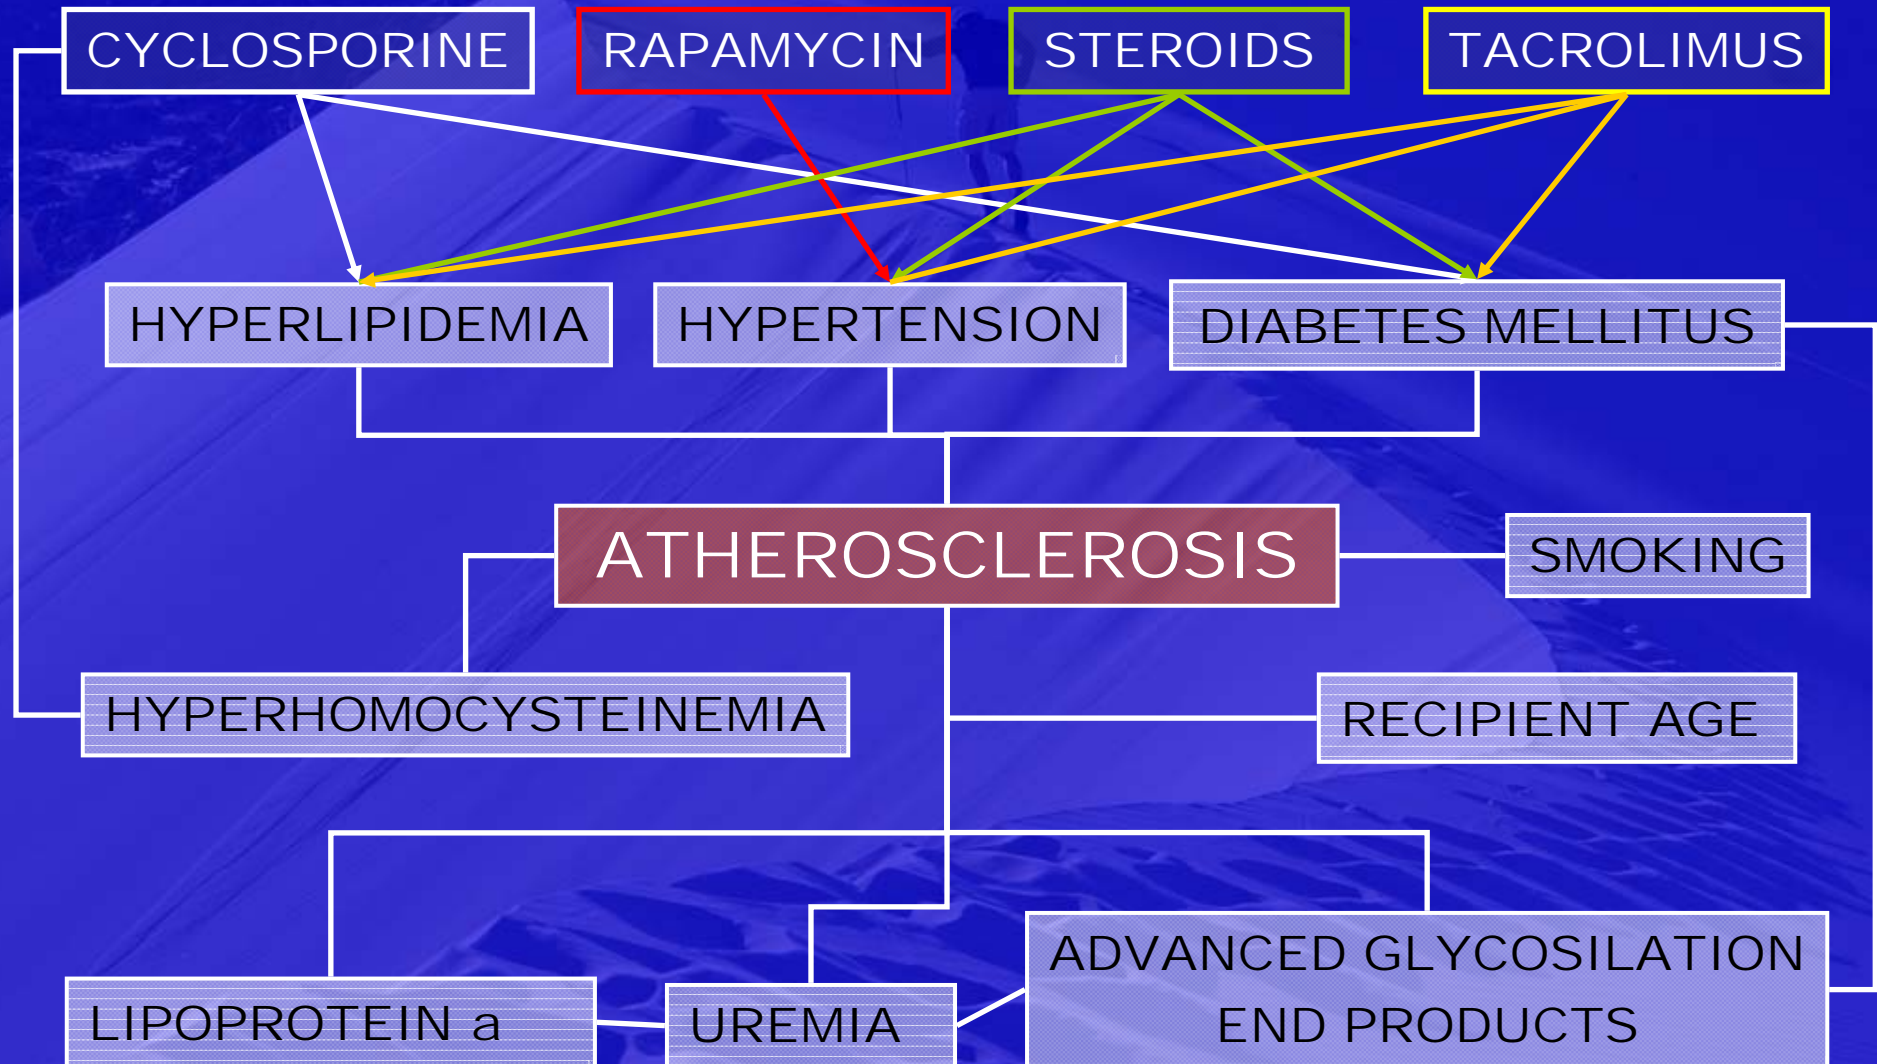 CYCLOSPORINE
RAPAMYCIN
STEROIDS
TACROLIMUS
HYPERLIPIDEMIA
HYPERTENSION
DIABETES MELLITUS
ATHEROSCLEROSIS
SMOKING
HYPERHOMOCYSTEINEMIA
RECIPIENT AGE
LIPOPROTEIN a
UREMIA
ADVANCED GLYCOSILATION
END PRODUCTS